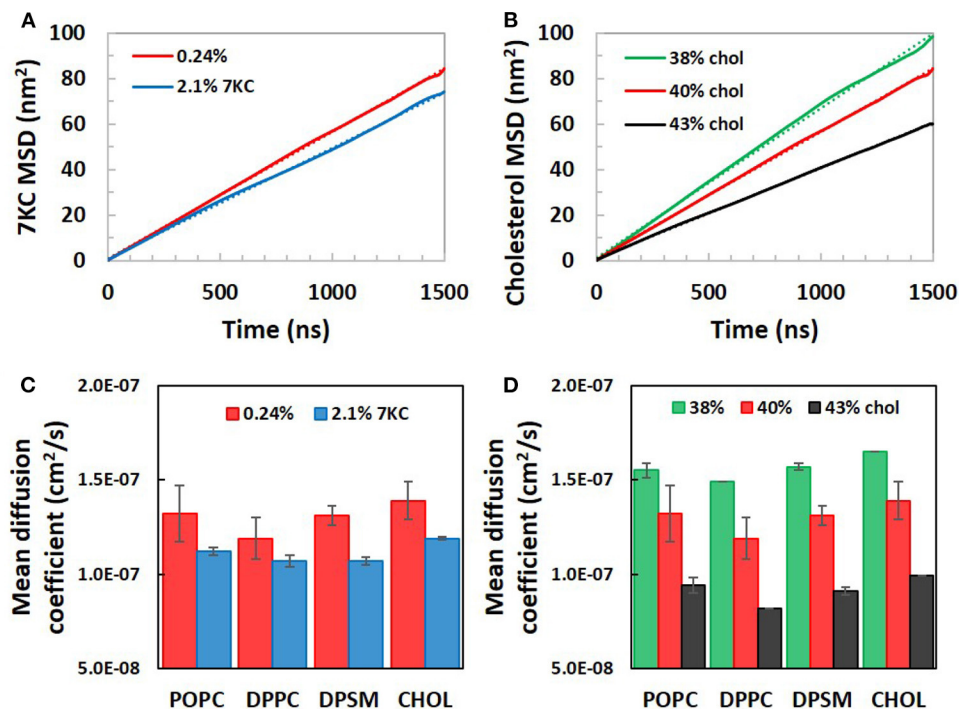 A
7KC MSD (nm²)
100
80
60
40
20
0
0.24%
2.1% 7KC
0 500 1000 1500
Time (ns)
B
Cholesterol MSD (nm²)
100
80
60
40
20
0
38% chol
40% chol
43% chol
0 500 1000 1500
Time (ns)
C
Mean diffusion
coefficient (cm²/s)
2.0E-07
1.5E-07
1.0E-07
5.0E-08
0.24% 2.1% 7KC
POPC DPPC DPSM CHOL
D
Mean diffusion
coefficient (cm²/s)
2.0E-07
1.5E-07
1.0E-07
5.0E-08
38% 40% 43% chol
POPC DPPC DPSM CHOL